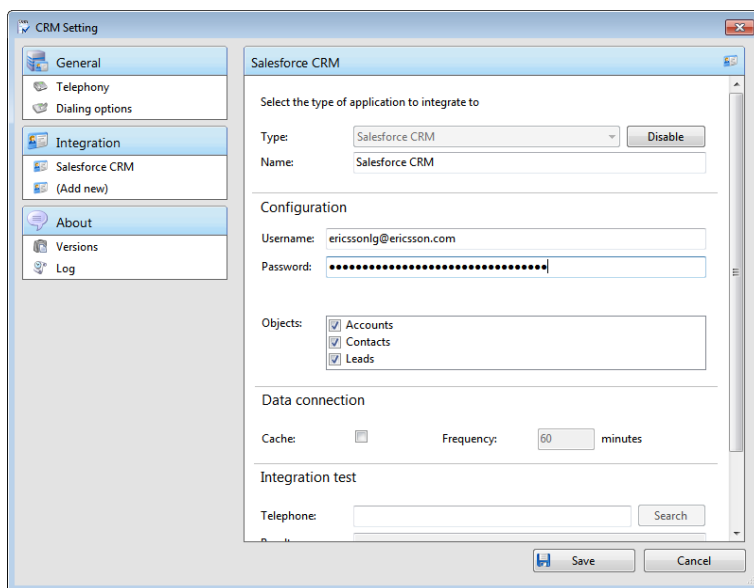 CRM Setting
General
Telephony
Dialing options
Integration
Salesforce CRM
(Add new)
About
Versions
Log
Salesforce CRM
Select the type of application to integrate to
Type: Salesforce CRM Disable
Name: Salesforce CRM
Configuration
Username: ericssonlg@ericsson.com
Password: ●●●●●●●●●●●●●●●●●●●●●●●●●●●●●●●●●
Objects: Accounts
Contacts
Leads
Data connection
Cache: Frequency: 60 minutes
Integration test
Telephone: Search
Save Cancel